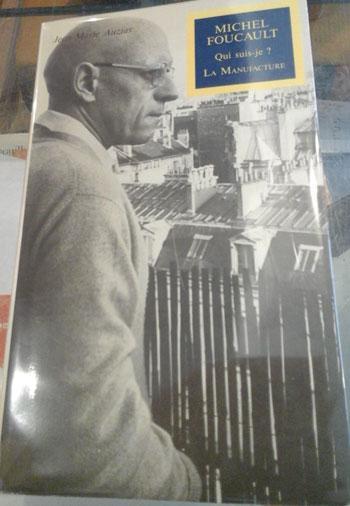 Jean Marie Auzias
MICHEL
FOUCAULT
Qui suis-je ?
LA MANUFACTURE